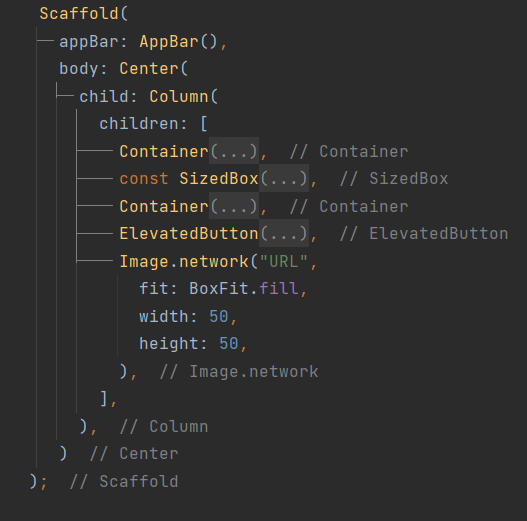 Scaffold(
appBar: AppBar(),
body: Center(
child: Column(
children: [
Container(...),  // Container
const SizedBox(...),  // SizedBox
Container(...),  // Container
ElevatedButton(...),  // ElevatedButton
Image.network("URL",
fit: BoxFit.fill,
width: 50,
height: 50,
),  // Image.network
],
),  // Column
)  // Center
);  // Scaffold